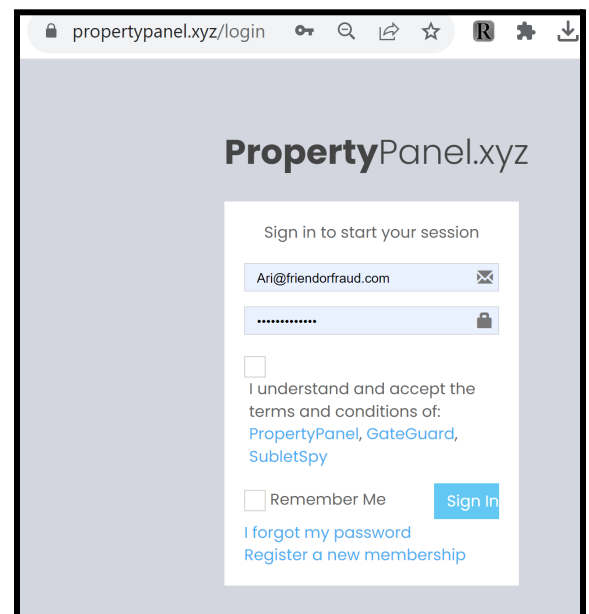 propertypanel.xyz/login
R
PropertyPanel.xyz
Sign in to start your session
Ari@friendorfraud.com
•••••••••••••
I understand and accept the
terms and conditions of:
PropertyPanel, GateGuard,
SubletSpy
Remember Me
Sign In
I forgot my password
Register a new membership